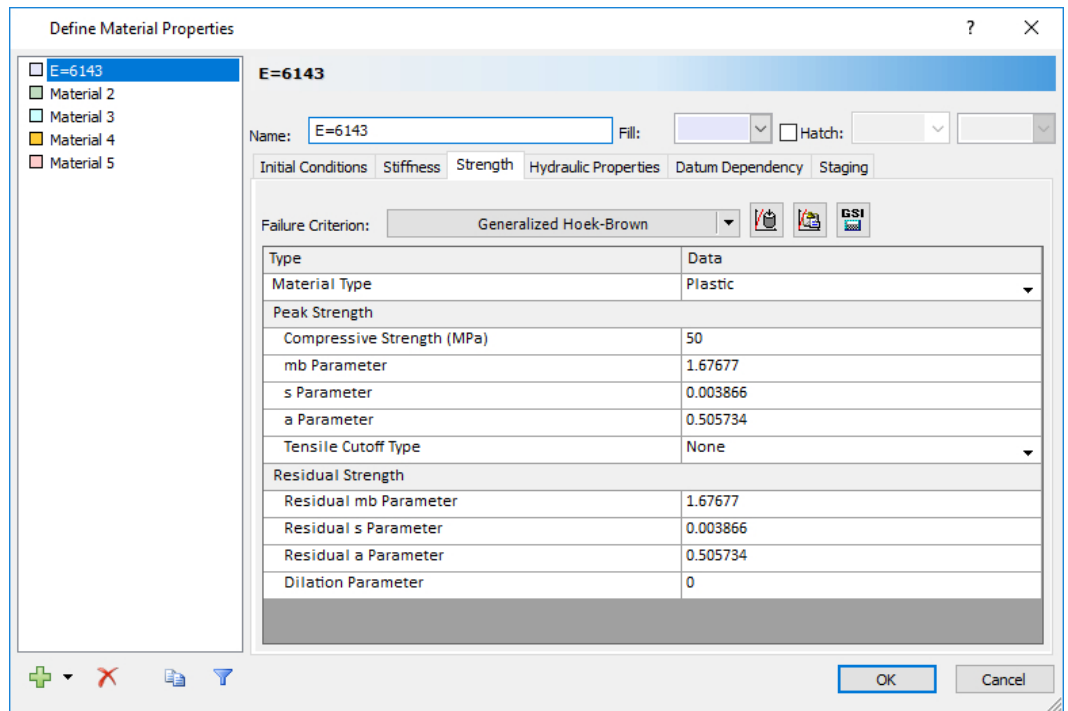 Define Material Properties ?
E=6143
Material 2
Material 3
Material 4
Material 5
E=6143
Name: E=6143 Fill: Hatch:
Initial Conditions Stiffness Strength Hydraulic Properties Datum Dependency Staging
Failure Criterion: Generalized Hoek-Brown GSI
Type Data
Material Type Plastic
Peak Strength
Compressive Strength (MPa) 50
mb Parameter 1.67677
s Parameter 0.003866
a Parameter 0.505734
Tensile Cutoff Type None
Residual Strength
Residual mb Parameter 1.67677
Residual s Parameter 0.003866
Residual a Parameter 0.505734
Dilation Parameter 0
OK Cancel